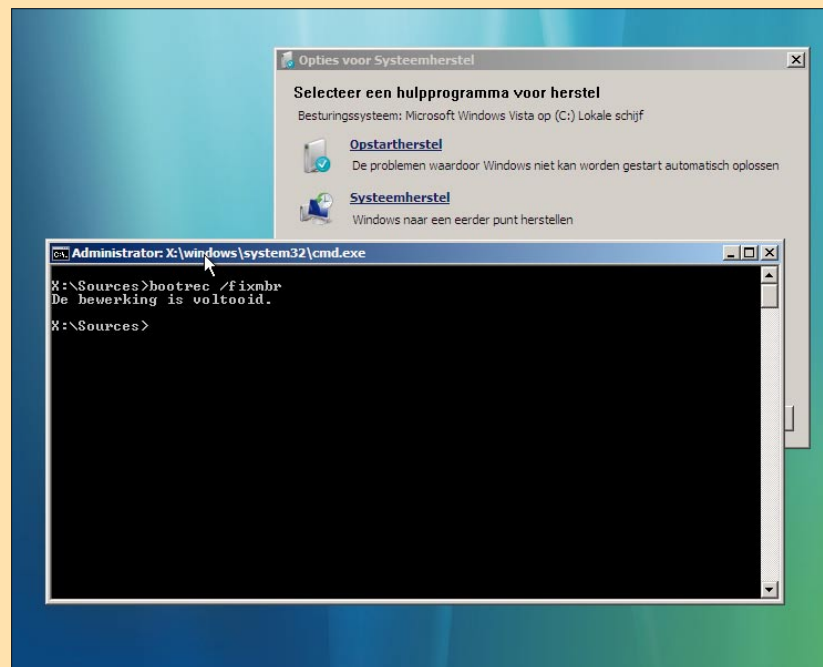 Opties voor Systeemherstel
Selecteer een hulpprogramma voor herstel
Besturingssysteem: Microsoft Windows Vista op (C:) Lokale schijf
Opstartherstel
De problemen waardoor Windows niet kan worden gestart automatisch oplossen
Systeemherstel
Windows naar een eerder punt herstellen
Administrator: X:\windows\system32\cmd.exe
X:\Sources>bootrec /fixmbr
De bewerking is voltooid.
X:\Sources>